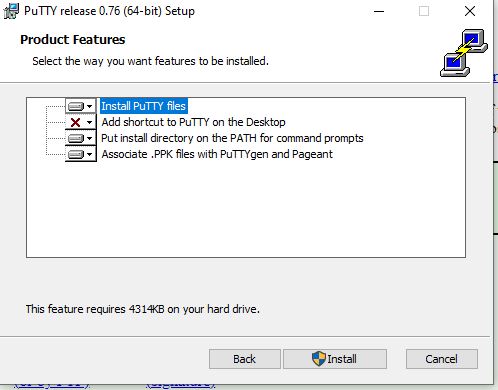 PuTTY release 0.76 (64-bit) Setup
Product Features
Select the way you want features to be installed.
Install PuTTY files
Add shortcut to PuTTY on the Desktop
Put install directory on the PATH for command prompts
Associate .PPK files with PuTTYgen and Pageant
This feature requires 4314KB on your hard drive.
Back
Install
Cancel
(signature)